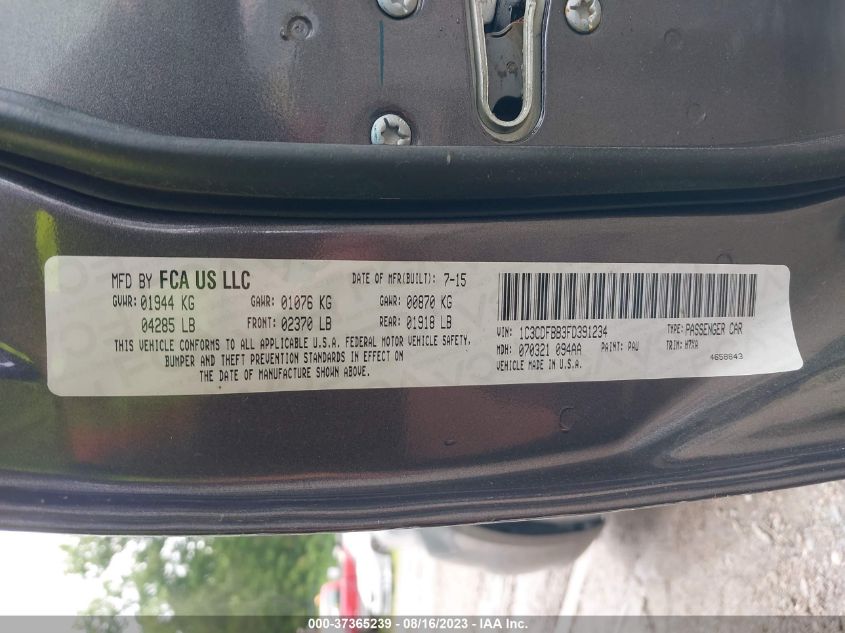 MFD BY FCA US LLC DATE OF MFR(BUILT): 7-15
GVWR: 01944 KG GAWR: 01076 KG GAWR: 00870 KG
04285 LB FRONT: 02370 LB REAR: 01918 LB
THIS VEHICLE CONFORMS TO ALL APPLICABLE U.S.A. FEDERAL MOTOR VEHICLE SAFETY,
BUMPER AND THEFT PREVENTION STANDARDS IN EFFECT ON
THE DATE OF MANUFACTURE SHOWN ABOVE.
VIN: 1C3CDFBB3FD391234 TYPE: PASSENGER CAR
MDH: 070321 094AA PAINT: PAU TRIM: H7XA
VEHICLE MADE IN U.S.A. 4658843
000-37365239 - 08/16/2023 - IAA Inc.